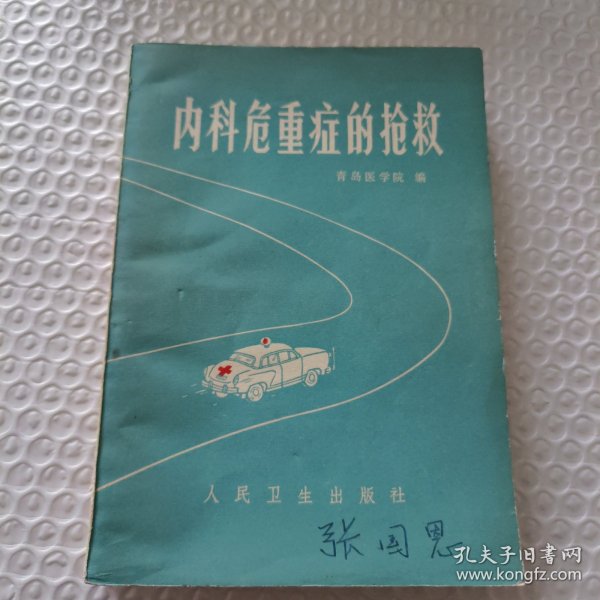 内科危重症的抢救
青岛医学院 编
人民卫生出版社
张国恩
孔夫子旧书网
www.kongfz.com